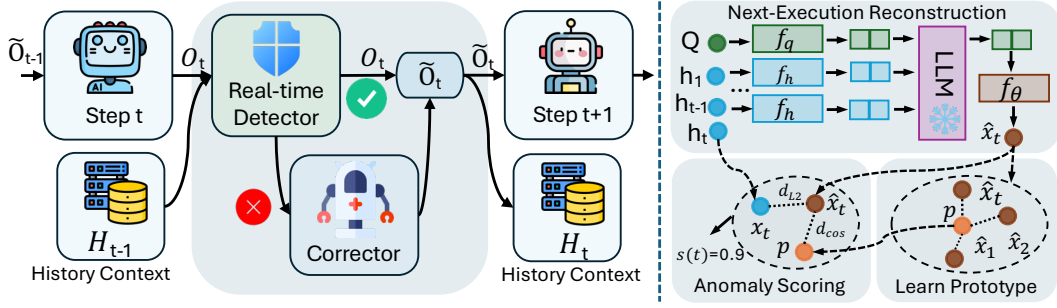 Õt-1
AI
Step t
Ot
Real-time
Detector
Ot
Õt
Õt
Step t+1
Ht-1
History Context
Corrector
Ht
History Context
Next-Execution Reconstruction
Q
fq
h1
fh
...
ht-1
fh
ht
LLM
fθ
x̂t
dL2
x̂t
xt
dcos
p
s(t)=0.9
Anomaly Scoring
x̂t
p
x̂1
x̂2
Learn Prototype